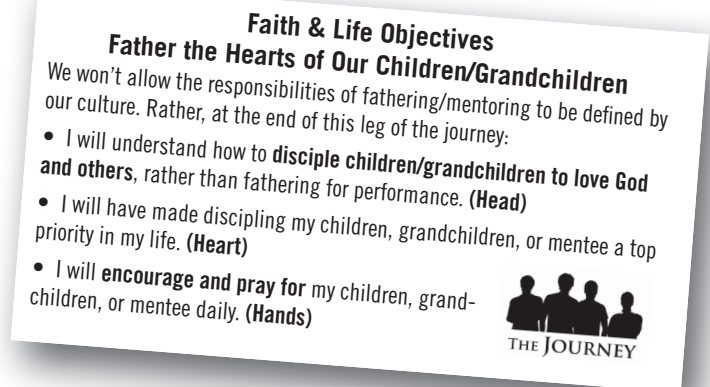 Faith & Life Objectives
Father the Hearts of Our Children/Grandchildren
We won’t allow the responsibilities of fathering/mentoring to be defined by
our culture. Rather, at the end of this leg of the journey:
• I will understand how to disciple children/grandchildren to love God
and others, rather than fathering for performance. (Head)
• I will have made discipling my children, grandchildren, or mentee a top
priority in my life. (Heart)
• I will encourage and pray for my children, grand-
children, or mentee daily. (Hands)
THE JOURNEY